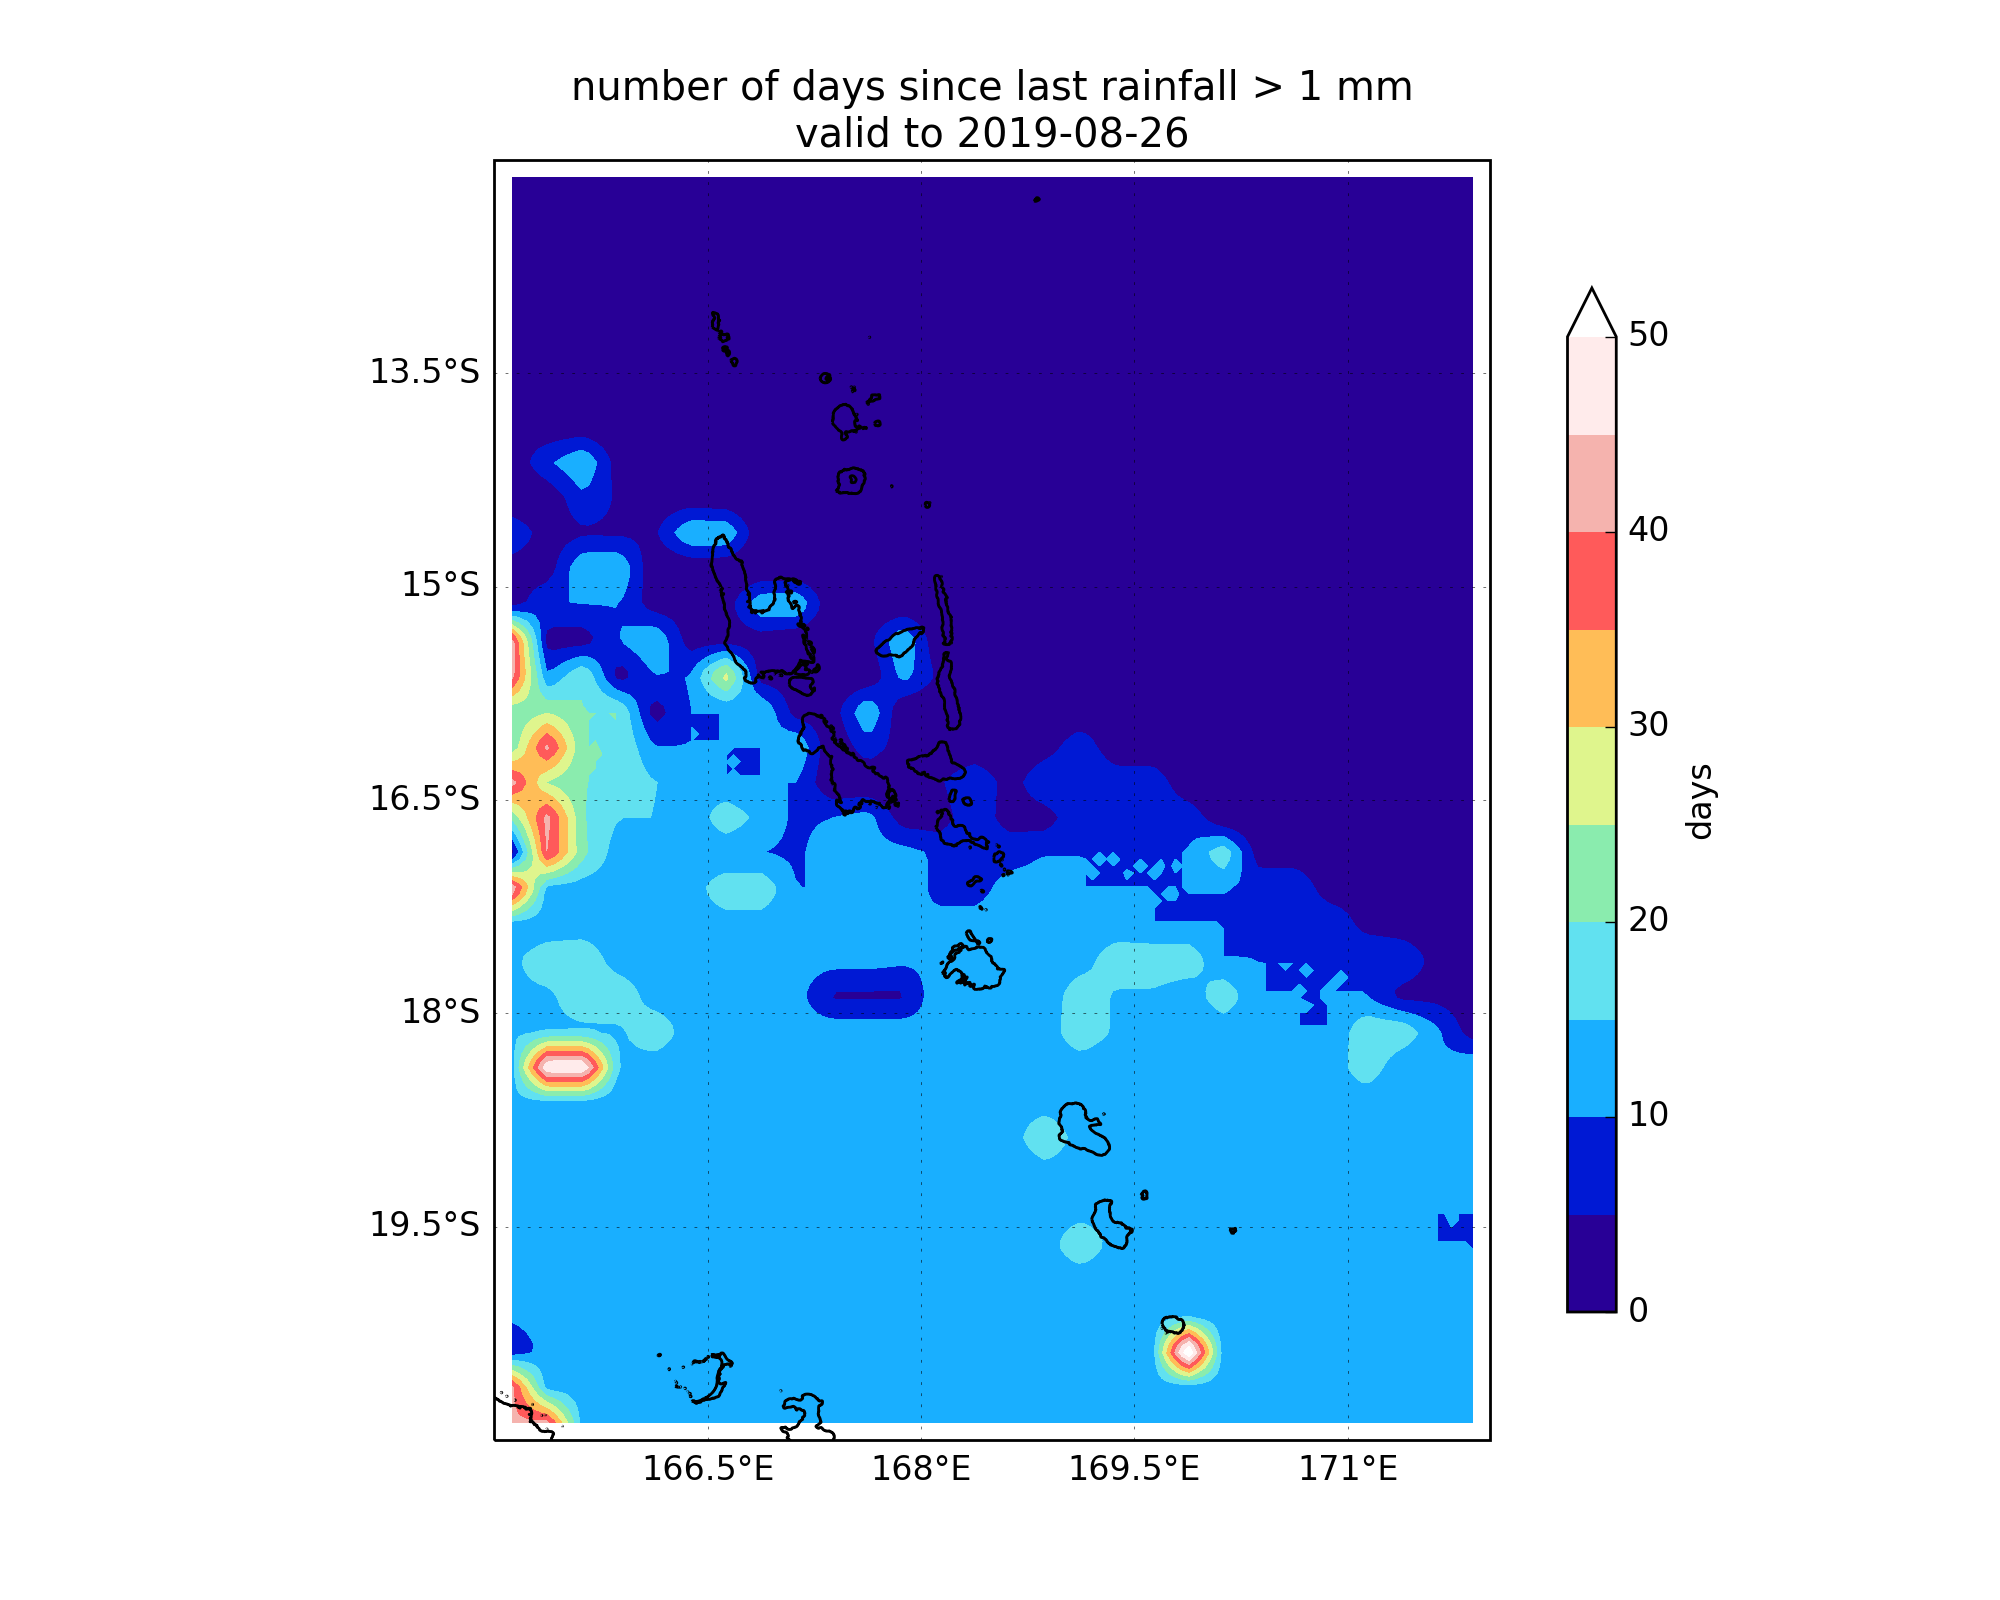 number of days since last rainfall > 1 mm
valid to 2019-08-26
13.5°S
15°S
16.5°S
18°S
19.5°S
166.5°E
168°E
169.5°E
171°E
50
40
30
20
10
0
days